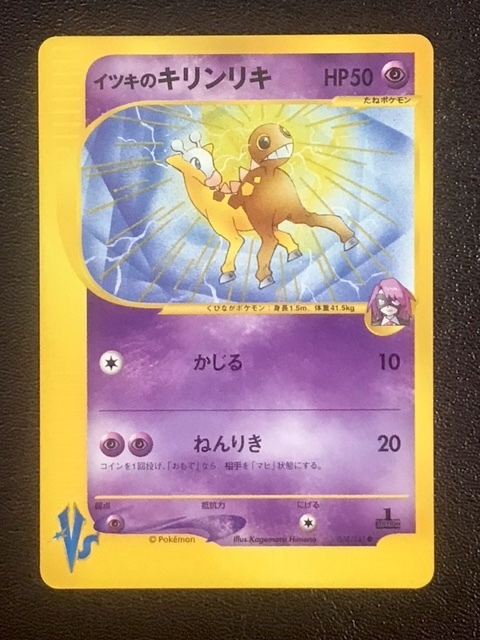 イツキのキリンリキ HP50
たねポケモン
くびながポケモン：身長1.5m、体重41.5kg
かじる 10
ねんりき 20
コインを1回投げ、「おもて」なら、相手を「マヒ」状態にする。
弱点 抵抗力 にげる
VS
1
EDITION
©Pokémon Illus.Kagemaru Himeno